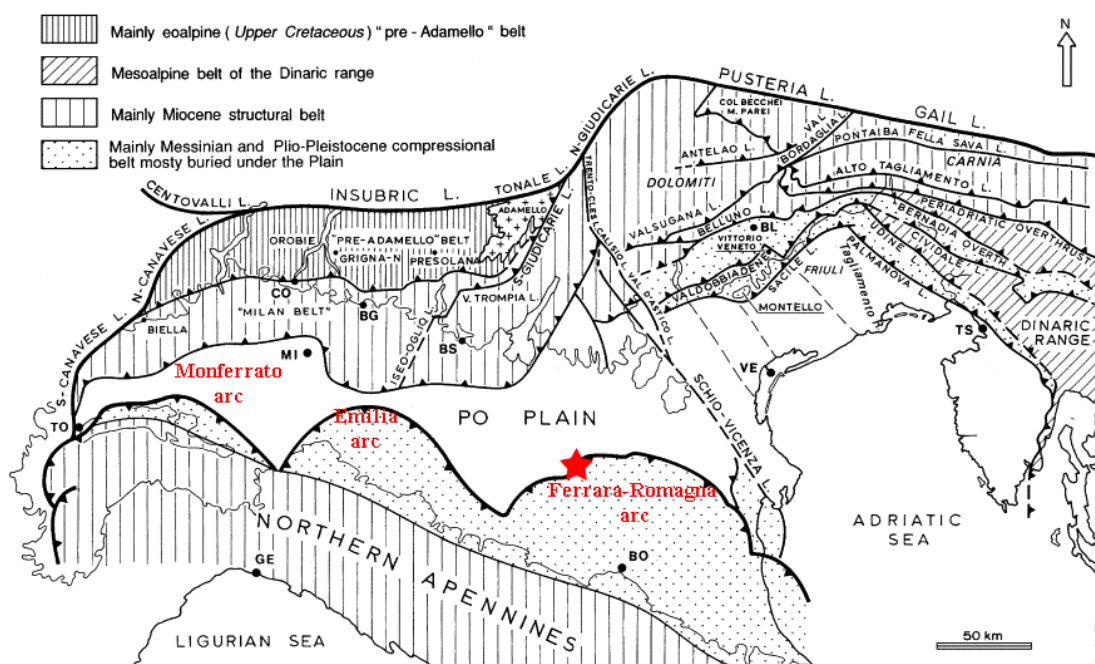 Mainly eoalpine (Upper Cretaceous) "pre-Adamello" belt
Mesoalpine belt of the Dinaric range
Mainly Miocene structural belt
Mainly Messinian and Plio-Pleistocene compressional
belt mosty buried under the Plain
N
PUSTERIA L.
GAIL L.
N-GIUDICARIE L.
COL BECCHEI
M. PAREI
VAL
BORDAGLIA L.
PONTAIBA
FELLA SAVA L.
CARNIA
ANTELAO L.
DOLOMITI
ALTO TAGLIAMENTO L.
PERIADRIATIC OVERTHRUST
BERNADIA OVERTH
CENTOVALLI L.
INSUBRIC L.
TONALE L.
ADAMELLO
TRENTO-CLES L.
S-GIUDICARIE L.
CALISIO L.
VAL D'ASTICO L.
VALSUGANA L.
BELLUNO L.
BL
VITTORIO
VENETO
VALDOBBIADENE
SACILE
UDINE L.
CIVIDALE L.
PALMANOVA L.
FRIULI
Tagliamento R.
MONTELLO
N-CANAVESE L.
OROBIE
"PRE-ADAMELLO" BELT
GRIGNA-N
PRESOLANA
CO
V. TROMPIA L.
"MILAN BELT"
BG
BIELLA
ISEO-OGLIO L.
BS
MI
S-CANAVESE L.
TO
VE
TS
DINARIC
RANGE
SCHIO-VICENZA L.
Monferrato
arc
Emilia
arc
PO PLAIN
Ferrara-Romagna
arc
NORTHERN APENNINES
GE
BO
ADRIATIC
SEA
LIGURIAN SEA
50 km